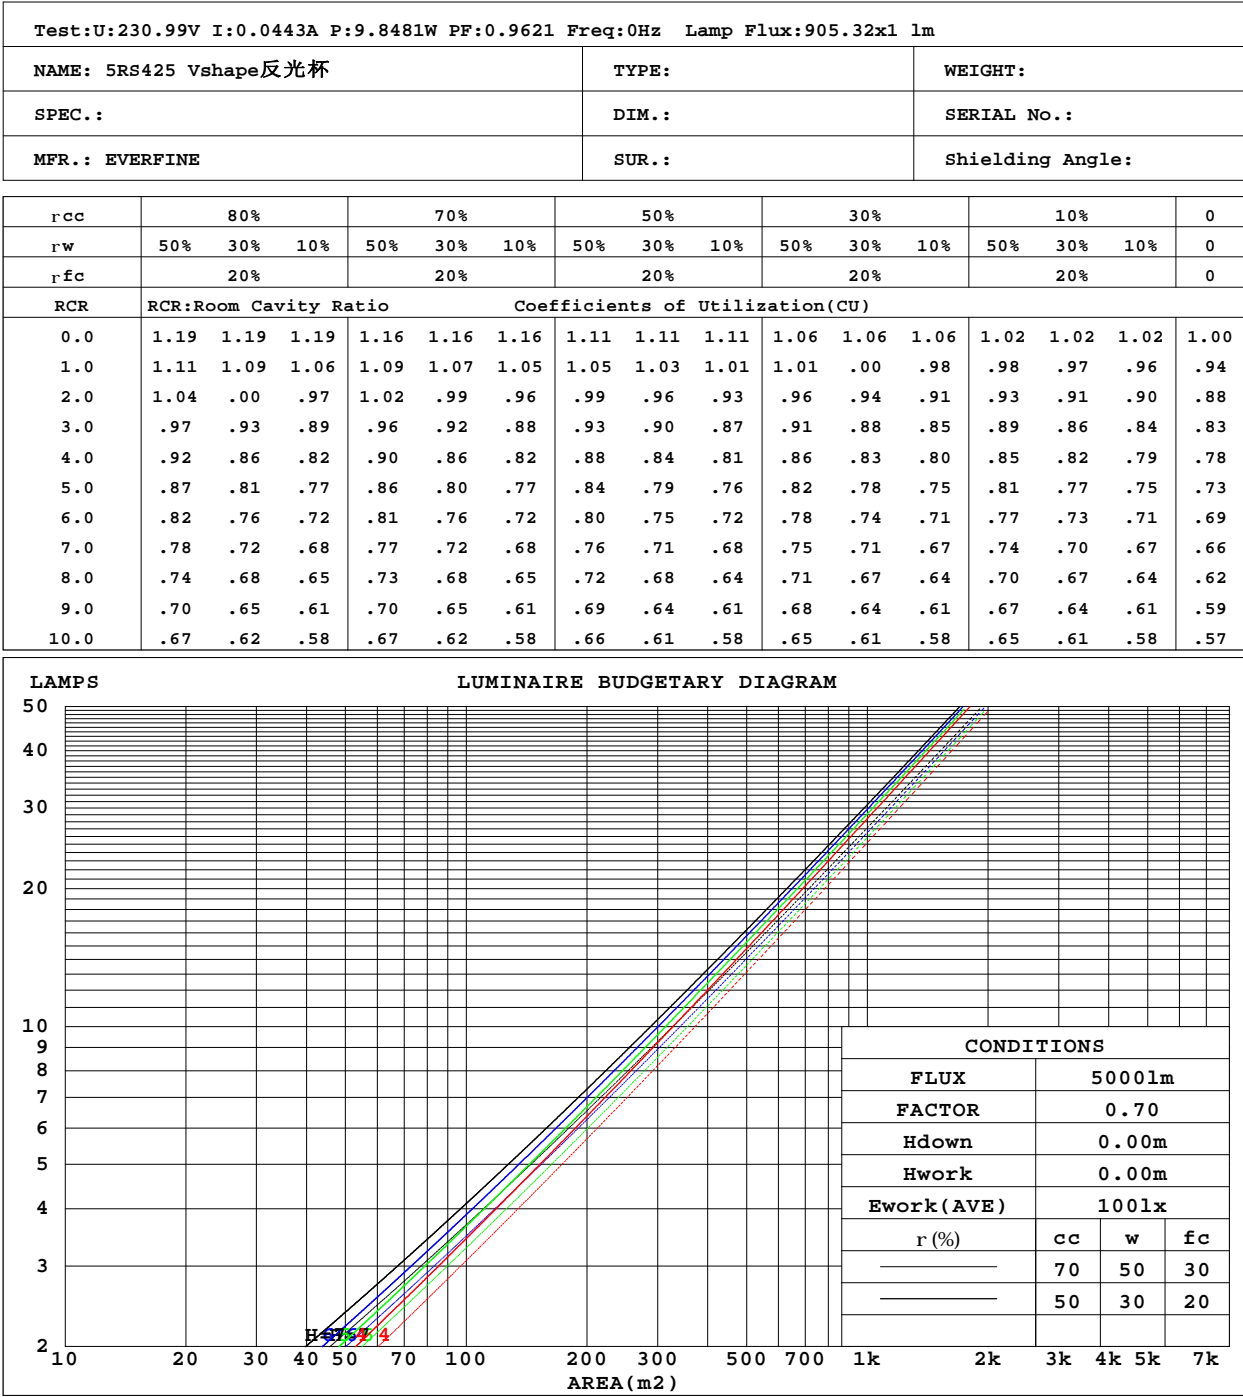 Test:U:230.99V I:0.0443A P:9.8481W PF:0.9621 Freq:0Hz Lamp Flux:905.32x1 lm
NAME: 5RS425 Vshape反光杯 TYPE: WEIGHT:
SPEC.: DIM.: SERIAL No.:
MFR.: EVERFINE SUR.: Shielding Angle:
rcc 80% 70% 50% 30% 10% 0
rw 50% 30% 10% 50% 30% 10% 50% 30% 10% 50% 30% 10% 50% 30% 10% 0
rfc 20% 20% 20% 20% 20% 0
RCR RCR:Room Cavity Ratio Coefficients of Utilization(CU)
0.0 1.19 1.19 1.19 1.16 1.16 1.16 1.11 1.11 1.11 1.06 1.06 1.06 1.02 1.02 1.02 1.00
1.0 1.11 1.09 1.06 1.09 1.07 1.05 1.05 1.03 1.01 1.01 .00 .98 .98 .97 .96 .94
2.0 1.04 .00 .97 1.02 .99 .96 .99 .96 .93 .96 .94 .91 .93 .91 .90 .88
3.0 .97 .93 .89 .96 .92 .88 .93 .90 .87 .91 .88 .85 .89 .86 .84 .83
4.0 .92 .86 .82 .90 .86 .82 .88 .84 .81 .86 .83 .80 .85 .82 .79 .78
5.0 .87 .81 .77 .86 .80 .77 .84 .79 .76 .82 .78 .75 .81 .77 .75 .73
6.0 .82 .76 .72 .81 .76 .72 .80 .75 .72 .78 .74 .71 .77 .73 .71 .69
7.0 .78 .72 .68 .77 .72 .68 .76 .71 .68 .75 .71 .67 .74 .70 .67 .66
8.0 .74 .68 .65 .73 .68 .65 .72 .68 .64 .71 .67 .64 .70 .67 .64 .62
9.0 .70 .65 .61 .70 .65 .61 .69 .64 .61 .68 .64 .61 .67 .64 .61 .59
10.0 .67 .62 .58 .67 .62 .58 .66 .61 .58 .65 .61 .58 .65 .61 .58 .57
LAMPS LUMINAIRE BUDGETARY DIAGRAM
50
40
30
20
10
9
8
7
6
5
4
3
2
CONDITIONS
FLUX 5000lm
FACTOR 0.70
Hdown 0.00m
Hwork 0.00m
Ework(AVE) 100lx
r (%) cc w fc
70 50 30
50 30 20
4
10 20 30 40 50 70 100 200 300 500 700 1k 2k 3k 4k 5k 7k
AREA(m2)